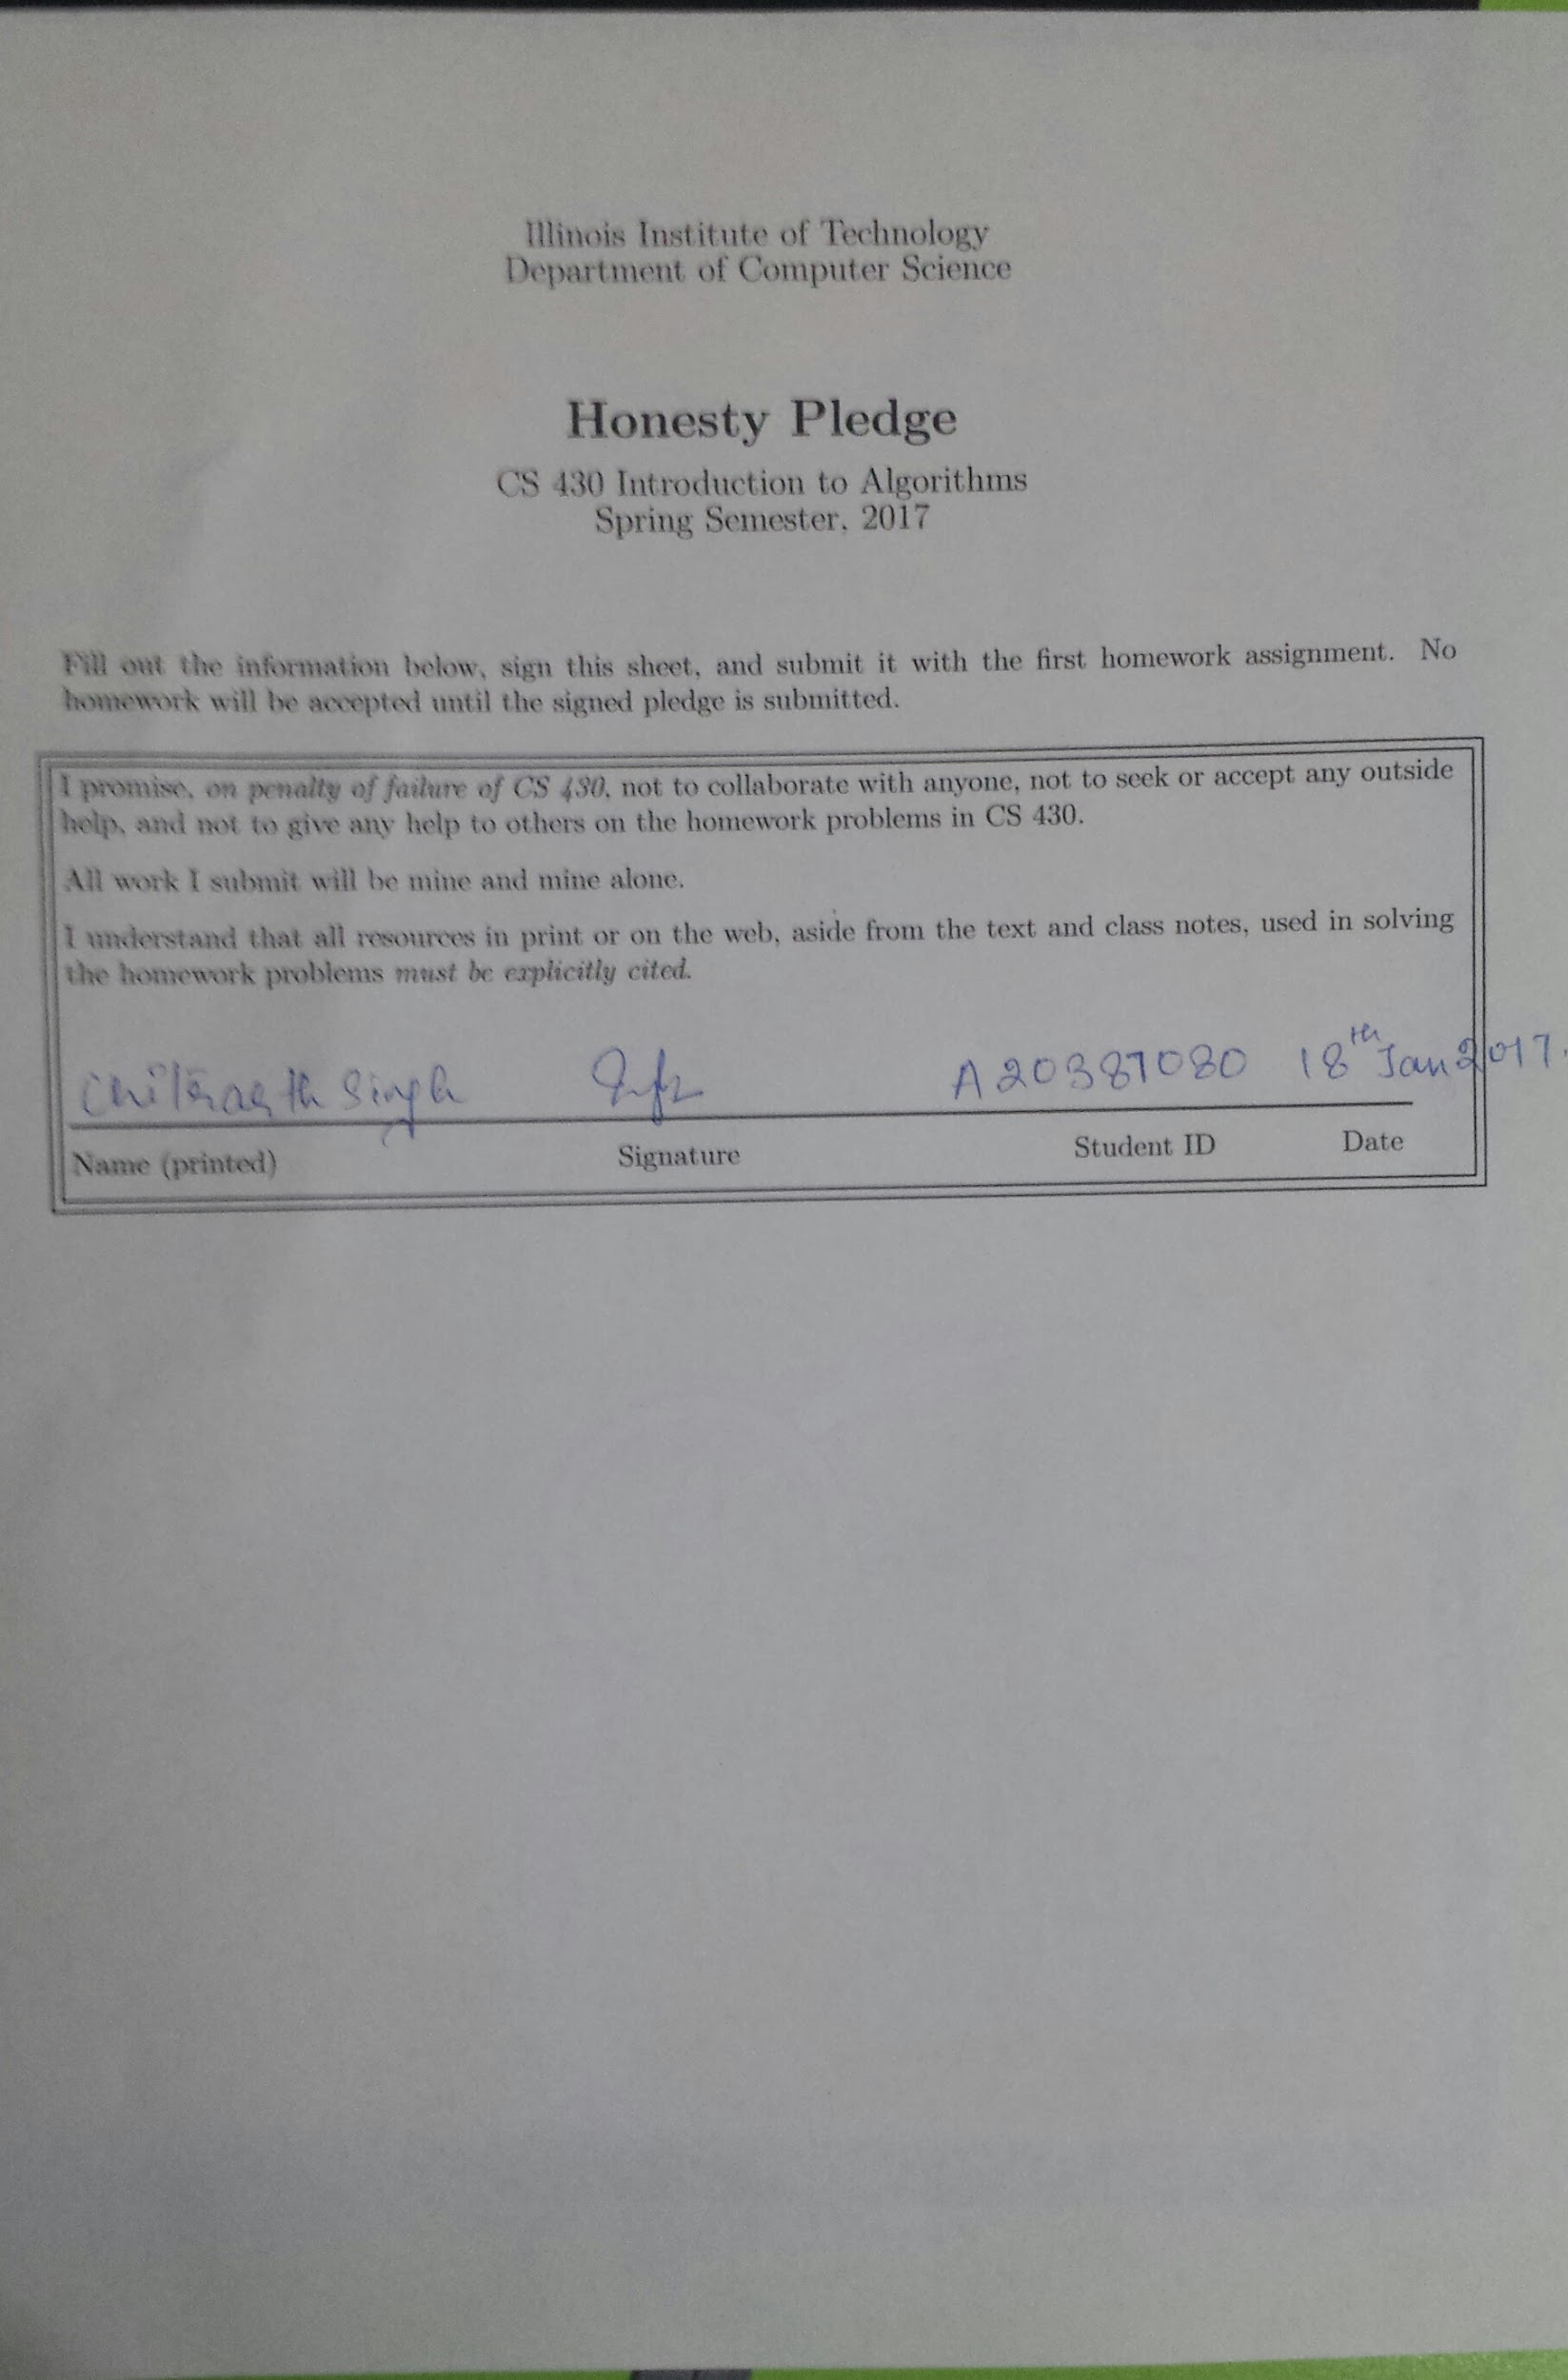 Illinois Institute of Technology
Department of Computer Science
Honesty Pledge
CS 430 Introduction to Algorithms
Spring Semester, 2017
Fill out the information below, sign this sheet, and submit it with the first homework assignment. No
homework will be accepted until the signed pledge is submitted.
I promise, on penalty of failure of CS 430, not to collaborate with anyone, not to seek or accept any outside
help, and not to give any help to others on the homework problems in CS 430.
All work I submit will be mine and mine alone.
I understand that all resources in print or on the web, aside from the text and class notes, used in solving
the homework problems must be explicitly cited.
Singh A20387080 18th Jan 2017.
Name (printed) Signature Student ID Date